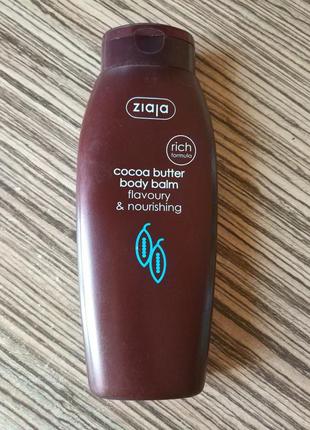 ziaja
rich
formula
cocoa butter
body balm
flavoury
& nourishing